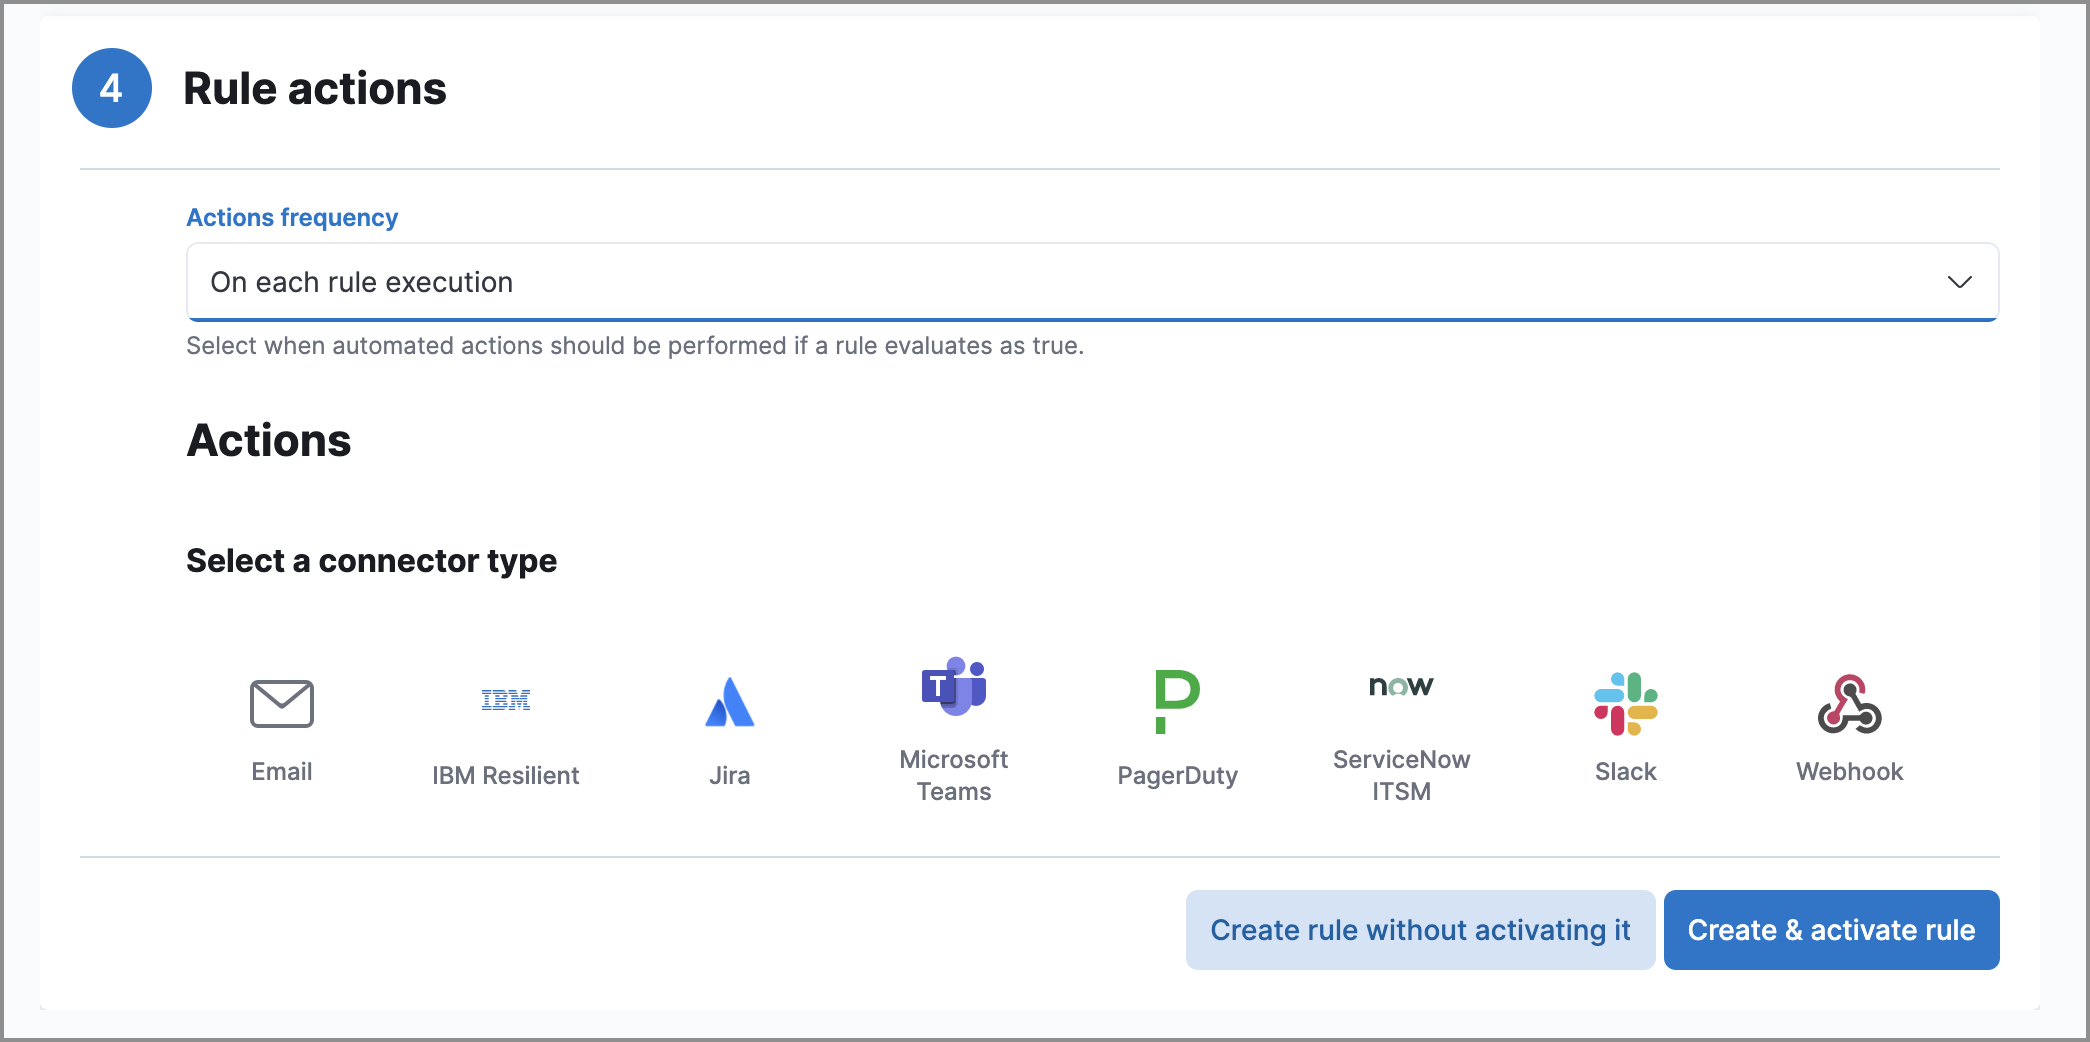 4
Rule actions
Actions frequency
On each rule execution
Select when automated actions should be performed if a rule evaluates as true.
Actions
Select a connector type
IBM
T
now
Email
IBM Resilient
Jira
Microsoft
Teams
PagerDuty
ServiceNow
ITSM
Slack
Webhook
Create rule without activating it
Create & activate rule